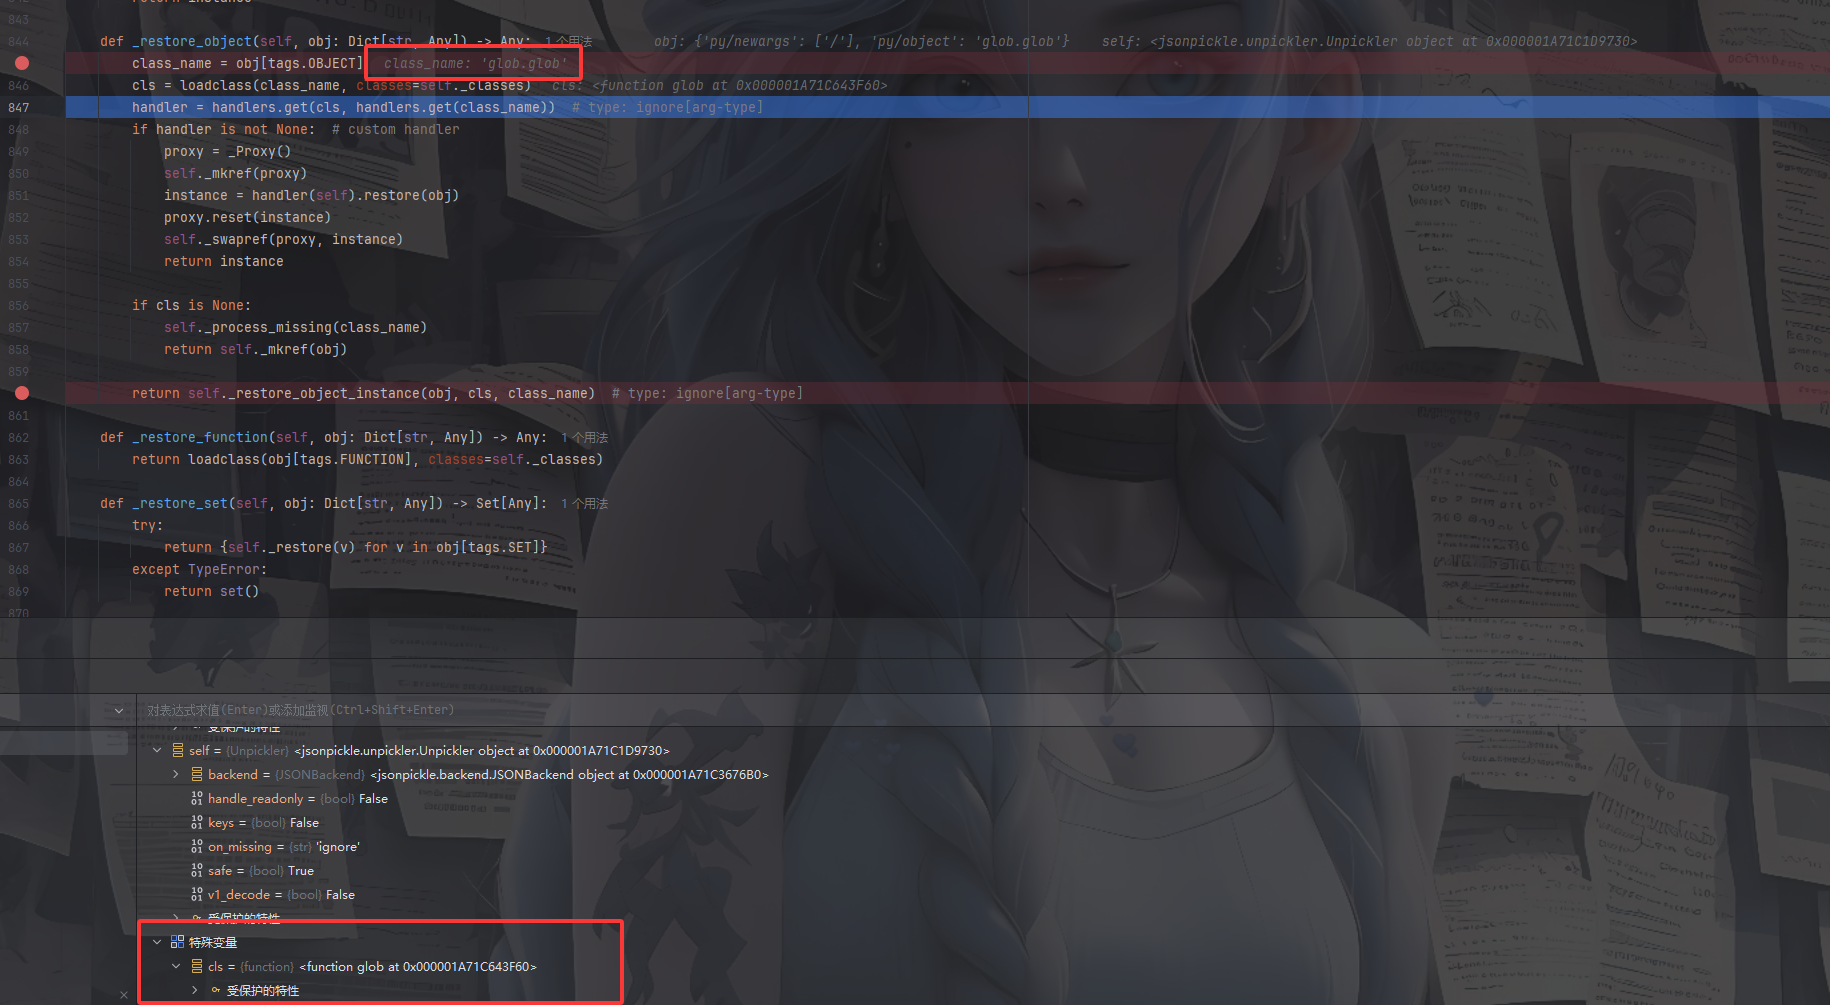 843 return instance
844 def _restore_object(self, obj: Dict[str, Any]) -> Any: 1 个用法 obj: {'py/newargs': ['/'], 'py/object': 'glob.glob'} self: <jsonpickle.unpickler.Unpickler object at 0x000001A71C1D9730>
class_name = obj[tags.OBJECT] class_name: 'glob.glob'
846 cls = loadclass(class_name, classes=self._classes) cls: <function glob at 0x000001A71C643F60>
847 handler = handlers.get(cls, handlers.get(class_name)) # type: ignore[arg-type]
848 if handler is not None: # custom handler
849 proxy = _Proxy()
850 self._mkref(proxy)
851 instance = handler(self).restore(obj)
852 proxy.reset(instance)
853 self._swapref(proxy, instance)
854 return instance
855
856 if cls is None:
857 self._process_missing(class_name)
858 return self._mkref(obj)
859
return self._restore_object_instance(obj, cls, class_name) # type: ignore[arg-type]
861
862 def _restore_function(self, obj: Dict[str, Any]) -> Any: 1 个用法
863 return loadclass(obj[tags.FUNCTION], classes=self._classes)
864
865 def _restore_set(self, obj: Dict[str, Any]) -> Set[Any]: 1 个用法
866 try:
867 return {self._restore(v) for v in obj[tags.SET]}
868 except TypeError:
869 return set()
870
对表达式求值(Enter)或添加监视(Ctrl+Shift+Enter)
受保护的特性
self = {Unpickler} <jsonpickle.unpickler.Unpickler object at 0x000001A71C1D9730>
backend = {JSONBackend} <jsonpickle.backend.JSONBackend object at 0x000001A71C3676B0>
handle_readonly = {bool} False
keys = {bool} False
on_missing = {str} 'ignore'
safe = {bool} True
v1_decode = {bool} False
受保护的特性
特殊变量
cls = {function} <function glob at 0x000001A71C643F60>
受保护的特性